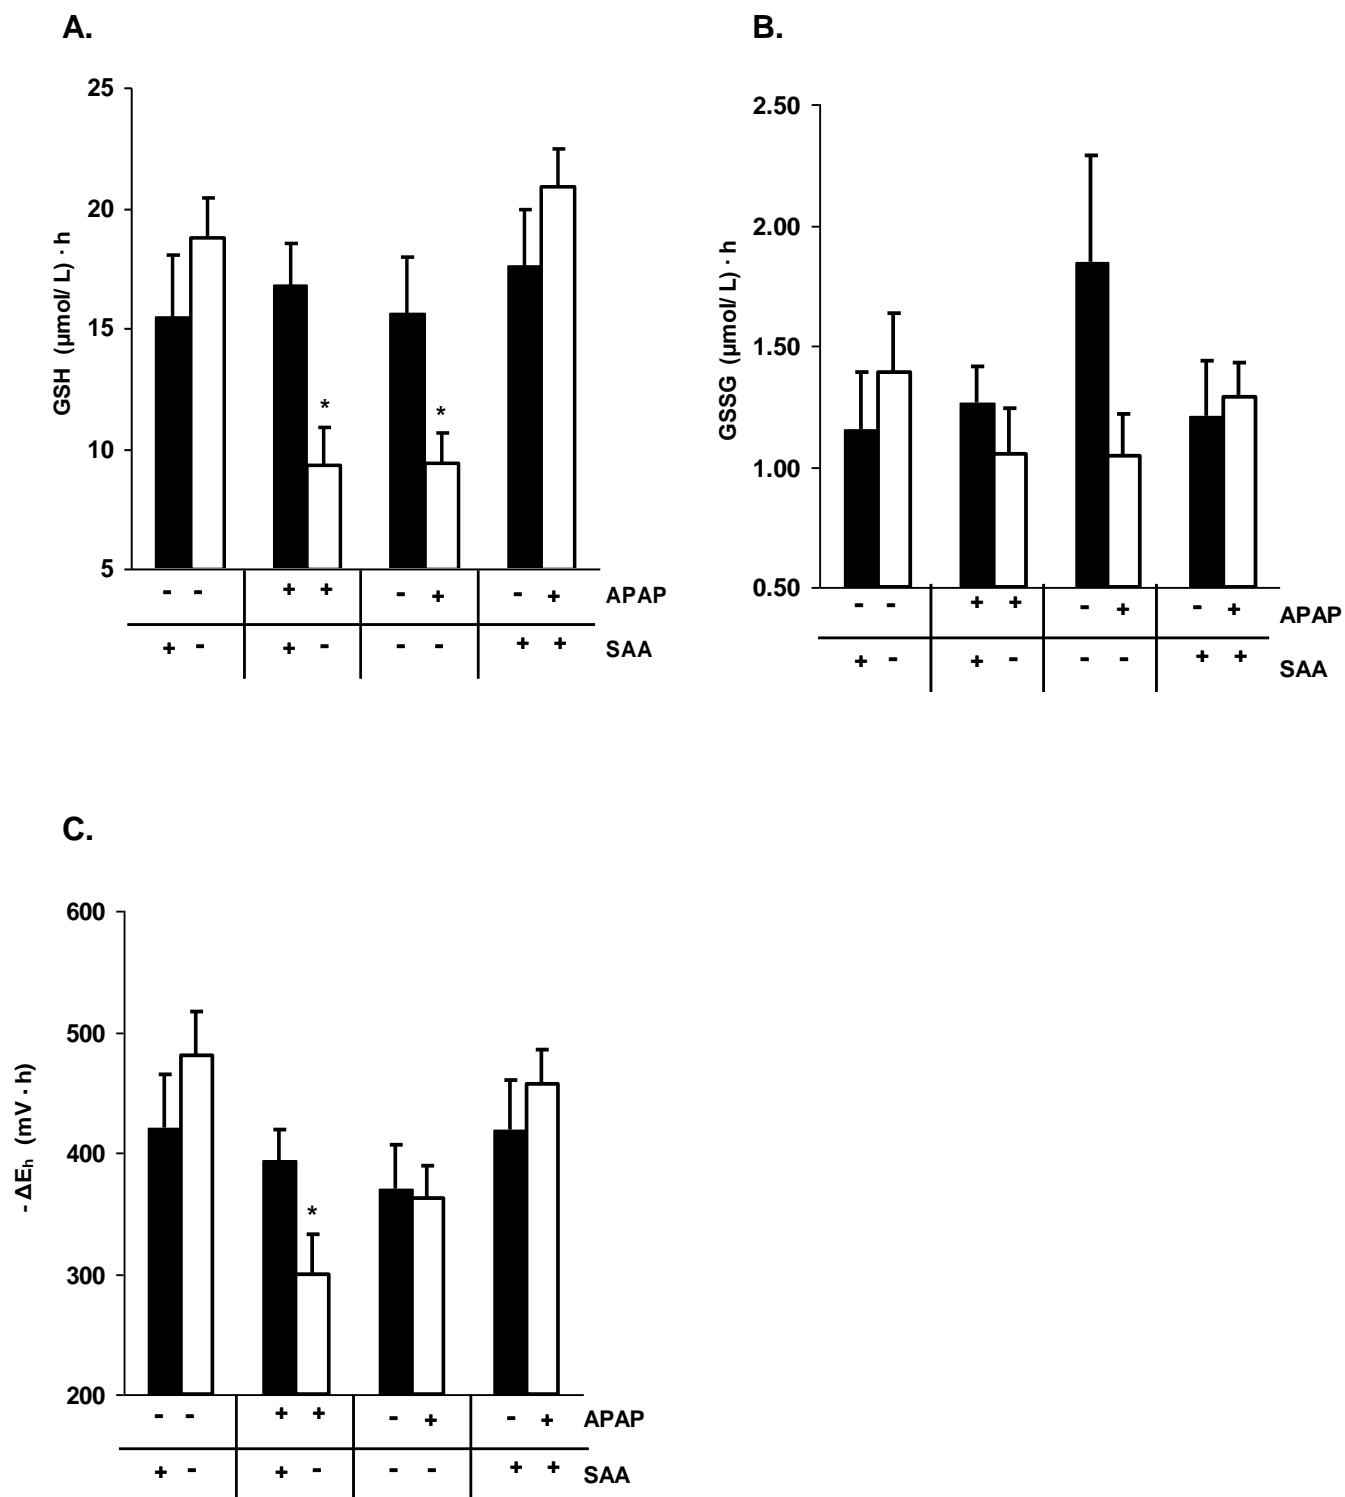 A.
25
20
15
10
5
GSH (µmol/ L) · h
*
*
- - + + - + - + APAP
+ - + - - - + + SAA
B.
2.50
2.00
1.50
1.00
0.50
GSSG (µmol/ L) · h
- - + + - + - + APAP
+ - + - - - + + SAA
C.
600
500
400
300
200
- ΔEₕ (mV · h)
*
- - + + - + - + APAP
+ - + - - - + + SAA